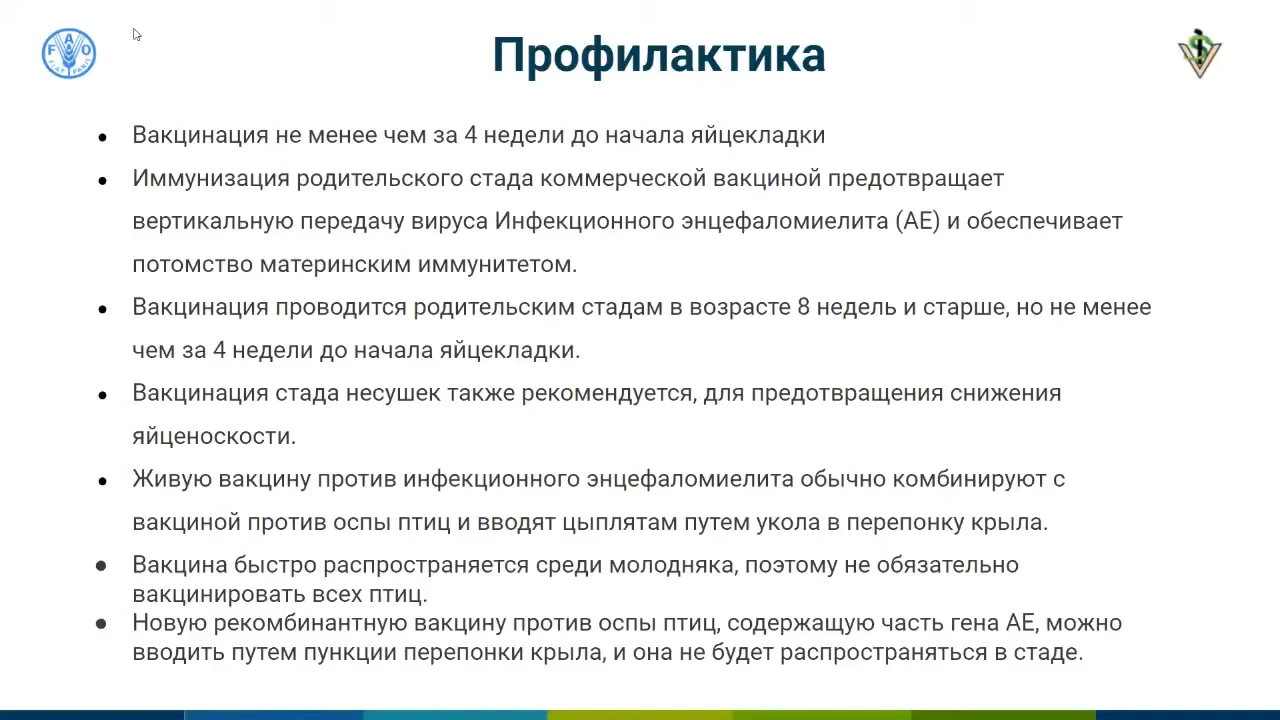 Профилактика
F A O
FIAT PANIS
● Вакцинация не менее чем за 4 недели до начала яйцекладки
● Иммунизация родительского стада коммерческой вакциной предотвращает
вертикальную передачу вируса Инфекционного энцефаломиелита (АЕ) и обеспечивает
потомство материнским иммунитетом.
● Вакцинация проводится родительским стадам в возрасте 8 недель и старше, но не менее
чем за 4 недели до начала яйцекладки.
● Вакцинация стада несушек также рекомендуется, для предотвращения снижения
яйценоскости.
● Живую вакцину против инфекционного энцефаломиелита обычно комбинируют с
вакциной против оспы птиц и вводят цыплятам путем укола в перепонку крыла.
● Вакцина быстро распространяется среди молодняка, поэтому не обязательно
вакцинировать всех птиц.
● Новую рекомбинантную вакцину против оспы птиц, содержащую часть гена АЕ, можно
вводить путем пункции перепонки крыла, и она не будет распространяться в стаде.